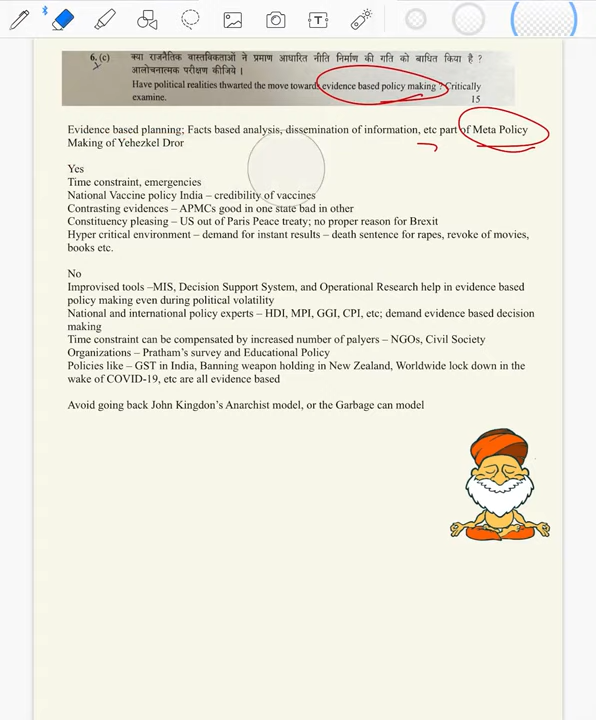 6. (c) क्या राजनैतिक वास्तविकताओं ने प्रमाण आधारित नीति निर्माण की गति को बाधित किया है ?
आलोचनात्मक परीक्षण कीजिये ।
Have political realities thwarted the move towards evidence based policy making ? Critically
examine. 15
Evidence based planning; Facts based analysis, dissemination of information, etc part of Meta Policy
Making of Yehezkel Dror
Yes
Time constraint, emergencies
National Vaccine policy India – credibility of vaccines
Contrasting evidences – APMCs good in one state bad in other
Constituency pleasing – US out of Paris Peace treaty; no proper reason for Brexit
Hyper critical environment – demand for instant results – death sentence for rapes, revoke of movies,
books etc.
No
Improvised tools –MIS, Decision Support System, and Operational Research help in evidence based
policy making even during political volatility
National and international policy experts – HDI, MPI, GGI, CPI, etc; demand evidence based decision
making
Time constraint can be compensated by increased number of palyers – NGOs, Civil Society
Organizations – Pratham's survey and Educational Policy
Policies like – GST in India, Banning weapon holding in New Zealand, Worldwide lock down in the
wake of COVID-19, etc are all evidence based
Avoid going back John Kingdon's Anarchist model, or the Garbage can model